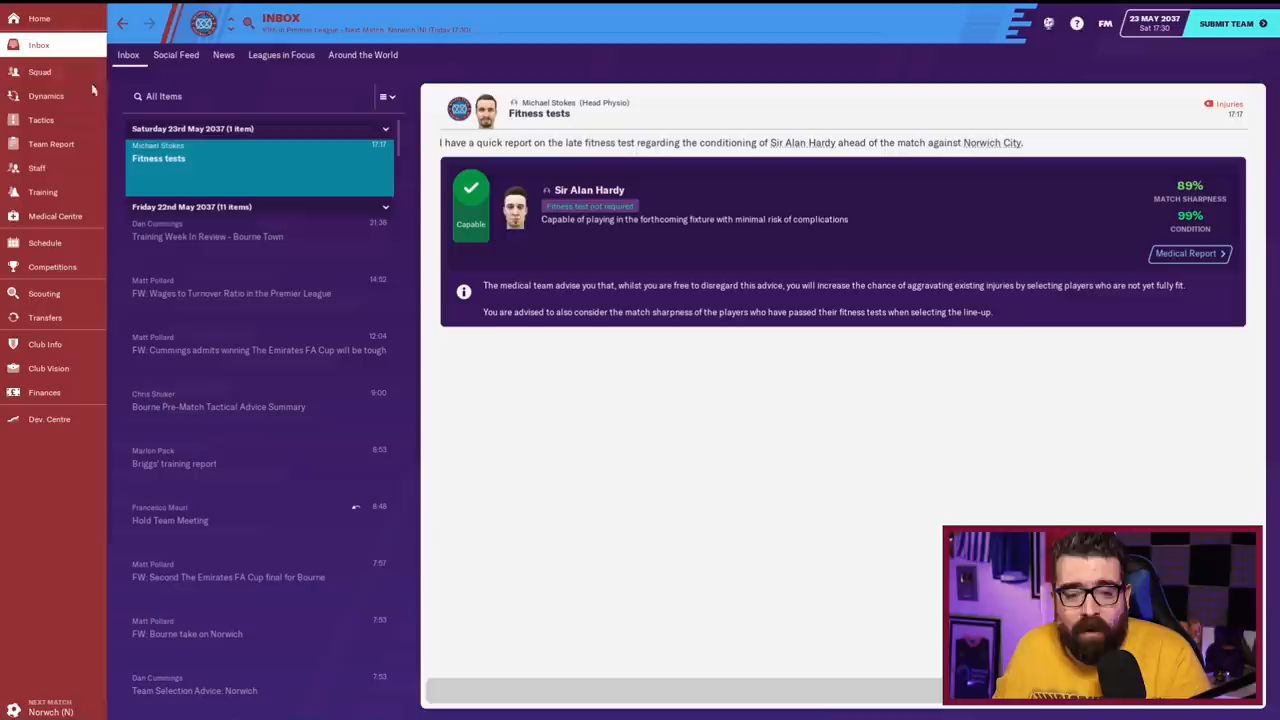 Home
Inbox
Squad
Dynamics
Tactics
Team Report
Staff
Training
Medical Centre
Schedule
Competitions
Scouting
Transfers
Club Info
Club Vision
Finances
Dev. Centre
NEXT MATCH
Norwch (N)
INBOX
in Premier League - Next Match: Norwich (N) (Today 17:30)
FM
23 MAY 2037
Sat 17:30
SUBMIT TEAM
Inbox
Social Feed
News
Leagues in Focus
Around the World
All Items
Saturday 23rd May 2037 (1 item)
Michael Stokes
17:17
Fitness tests
Friday 22nd May 2037 (11 items)
Dan Cummings
21:38
Training Week In Review - Bourne Town
Matt Pollard
14:52
FW: Wages to Turnover Ratio in the Premier League
Matt Pollard
12:04
FW: Cummings admits winning The Emirates FA Cup will be tough
Chris Shuker
9:00
Bourne Pre-Match Tactical Advice Summary
Marlon Pack
8:53
Briggs' training report
Francesco Mauri
8:48
Hold Team Meeting
Matt Pollard
7:57
FW: Second The Emirates FA Cup final for Bourne
Matt Pollard
7:53
FW: Bourne take on Norwich
Dan Cummings
7:53
Team Selection Advice: Norwich
Michael Stokes (Head Physio)
Fitness tests
Injuries
17:17
I have a quick report on the late fitness test regarding the conditioning of Sir Alan Hardy ahead of the match against Norwich City.
Capable
Sir Alan Hardy
Fitness test not required
Capable of playing in the forthcoming fixture with minimal risk of complications
89%
MATCH SHARPNESS
99%
CONDITION
Medical Report
The medical team advise you that, whilst you are free to disregard this advice, you will increase the chance of aggravating existing injuries by selecting players who are not yet fully fit.
You are advised to also consider the match sharpness of the players who have passed their fitness tests when selecting the line-up.